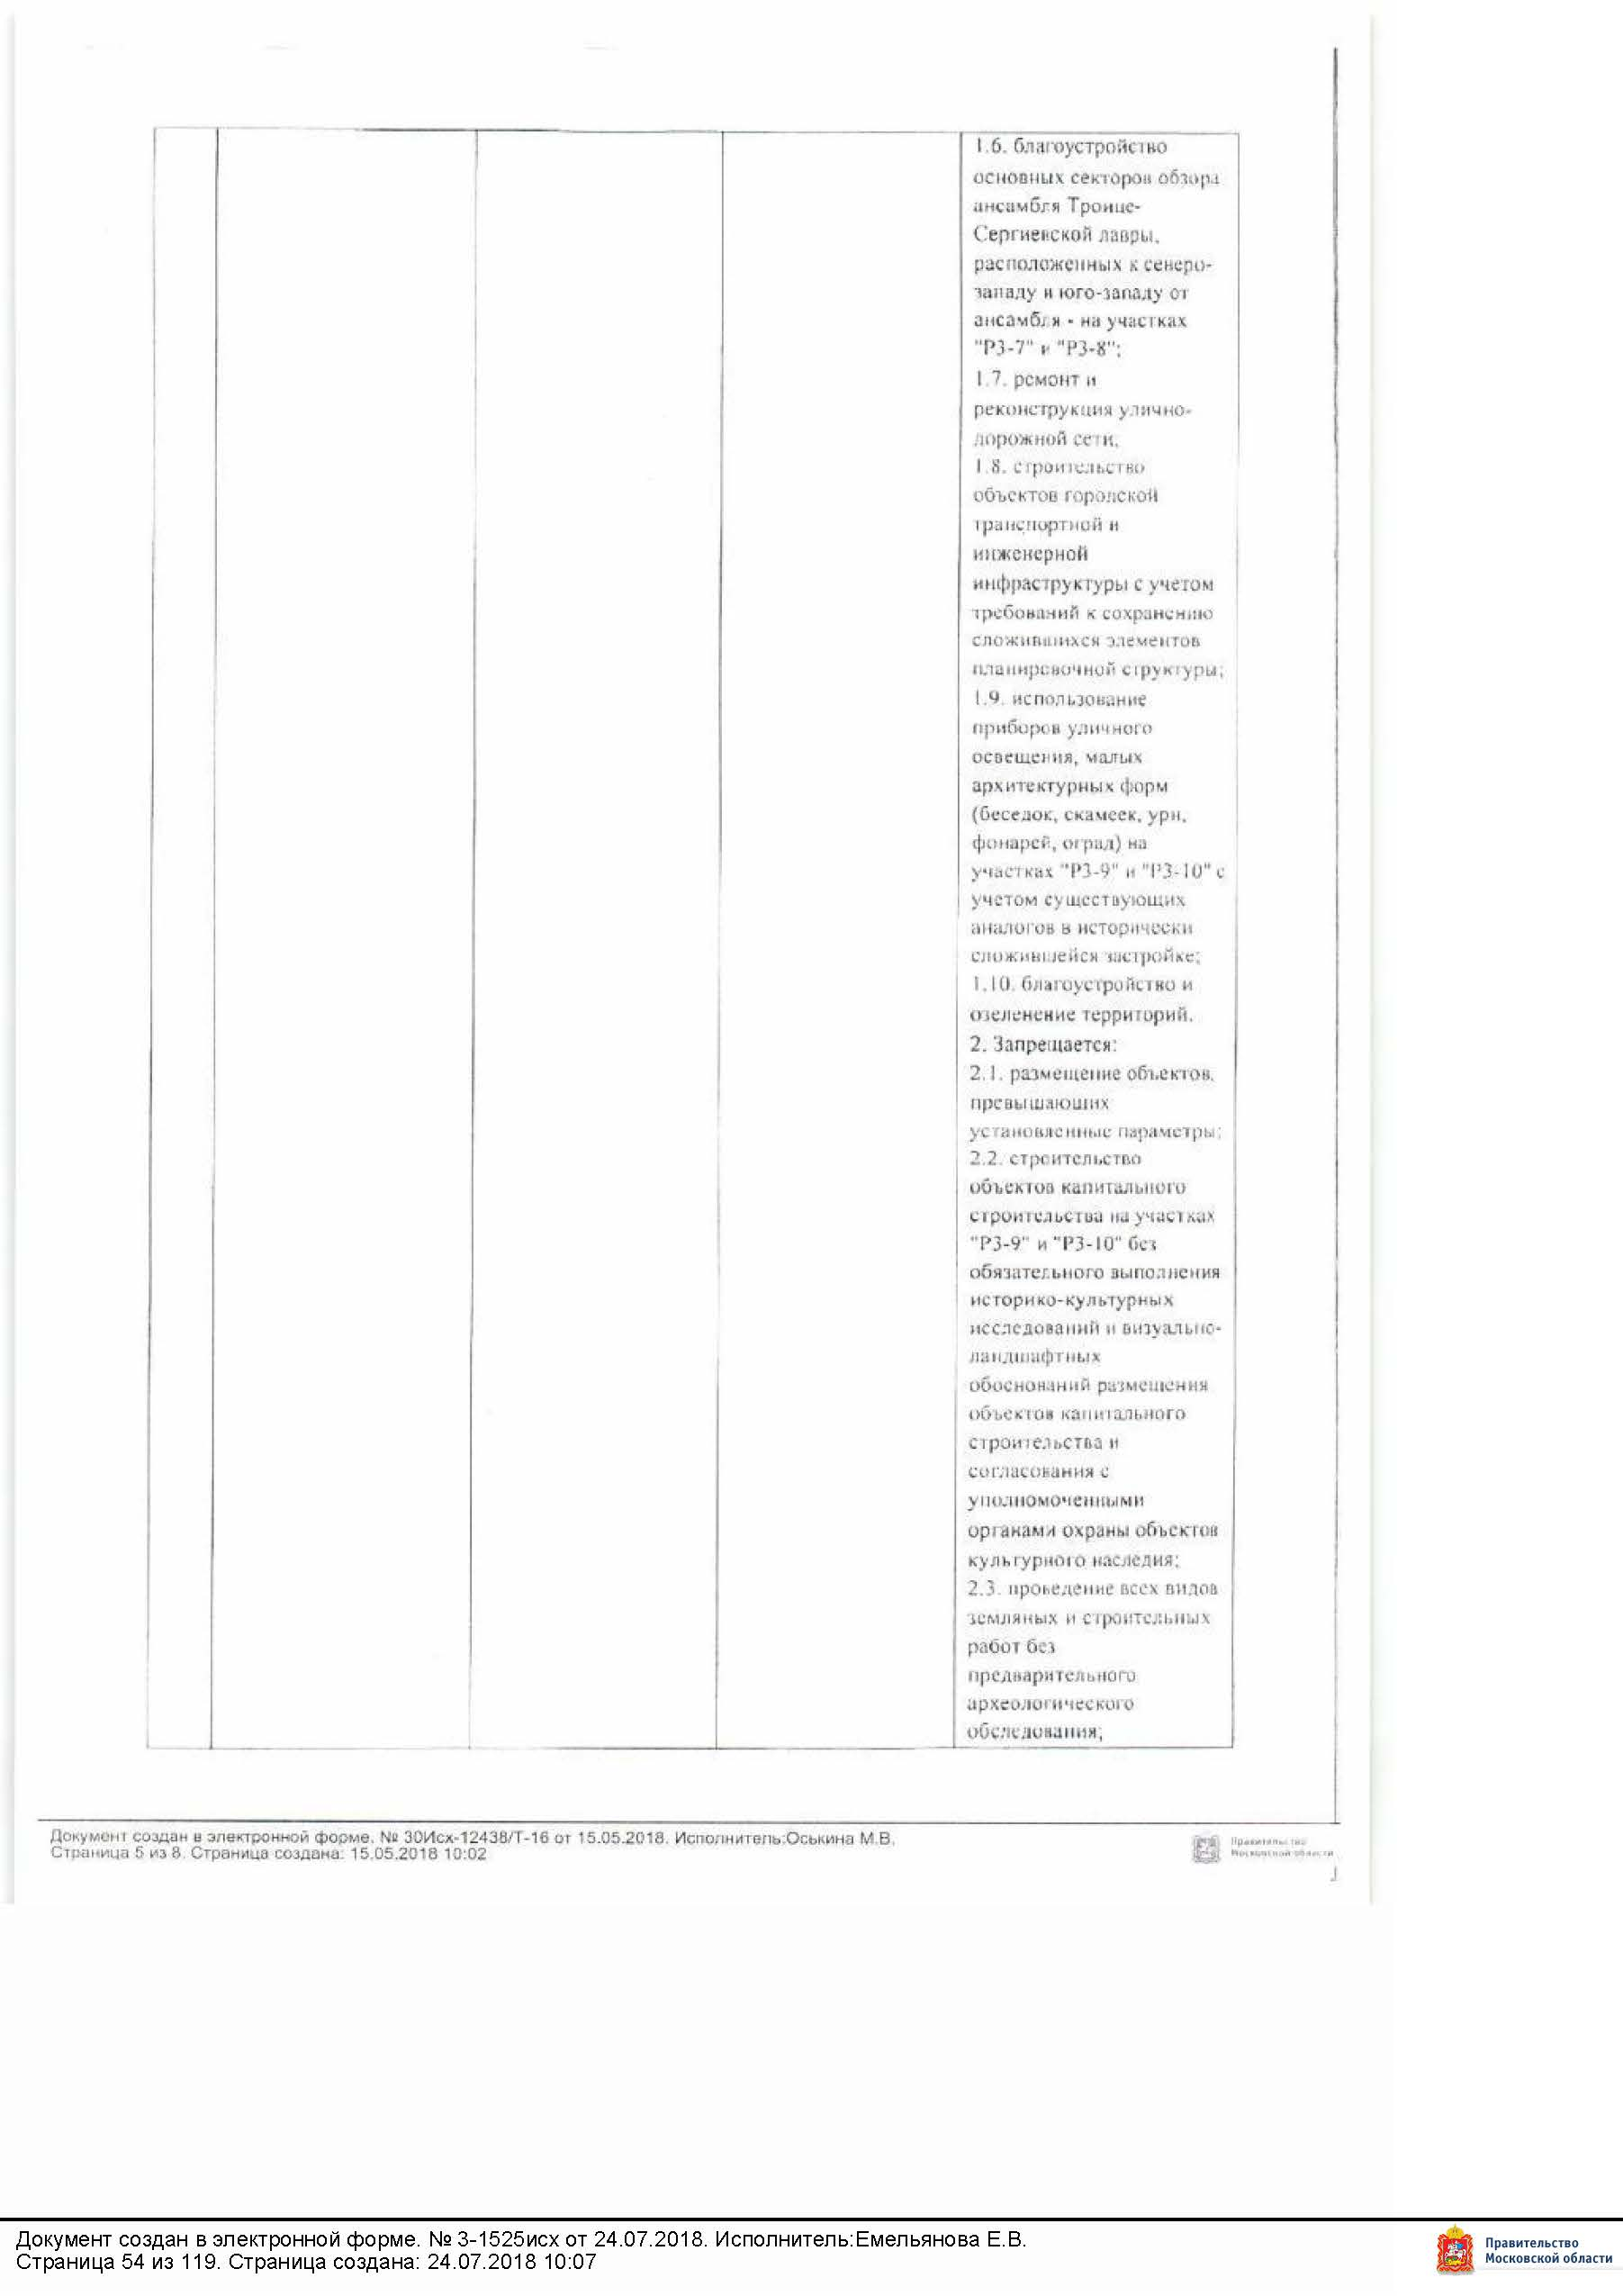 1.6. благоустройство
основных секторов обзора
ансамбля Троице-
Сергиевской лавры,
расположенных к северо-
западу и юго-западу от
ансамбля - на участках
"РЗ-7" и "РЗ-8";
1.7. ремонт и
реконструкция улично-
дорожной сети;
1.8. строительство
объектов городской
транспортной и
инженерной
инфраструктуры с учетом
требований к сохранению
сложившихся элементов
планировочной структуры;
1.9. использование
приборов уличного
освещения, малых
архитектурных форм
(беседок, скамеек, урн,
фонарей, оград) на
участках "РЗ-9" и "РЗ-10" с
учетом существующих
аналогов в исторически
сложившейся застройке;
1.10. благоустройство и
озеленение территорий.
2. Запрещается:
2.1. размещение объектов,
превышающих
установленные параметры;
2.2. строительство
объектов капитального
строительства на участках
"РЗ-9" и "РЗ-10" без
обязательного выполнения
историко-культурных
исследований и визуально-
ландшафтных
обоснований размещения
объектов капитального
строительства и
согласования с
уполномоченными
органами охраны объектов
культурного наследия;
2.3. проведение всех видов
земляных и строительных
работ без
предварительного
археологического
обследования;
Документ создан в электронной форме. № 30Исх-12438/Т-16 от 15.05.2018. Исполнитель:Оськина М.В.
Страница 5 из 8. Страница создана: 15.05.2018 10:02
Правительство
Московской области
Документ создан в электронной форме. № 3-1525исх от 24.07.2018. Исполнитель:Емельянова Е.В.
Страница 54 из 119. Страница создана: 24.07.2018 10:07
Правительство
Московской области